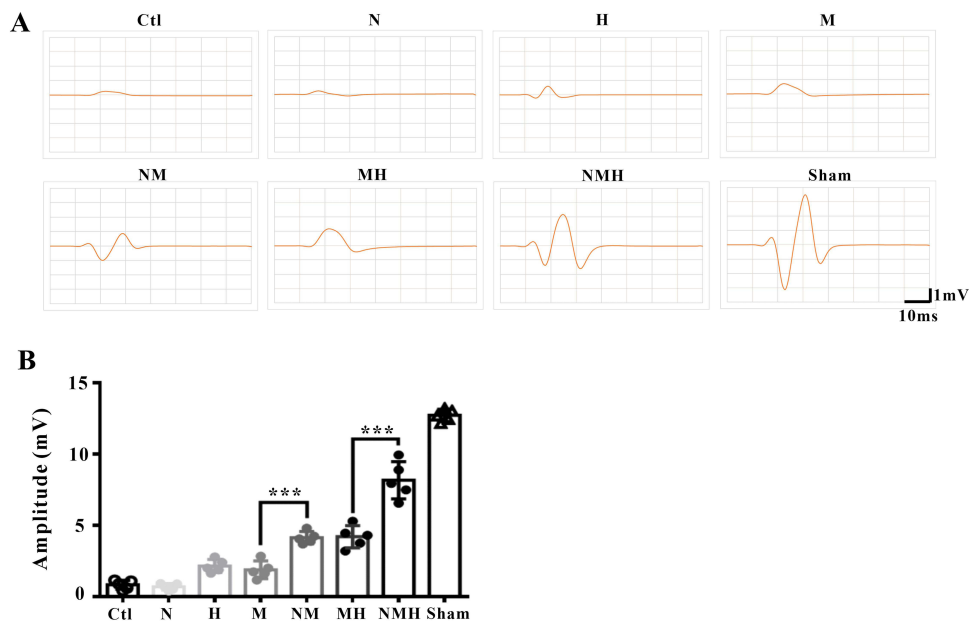 A
Ctl N H M
NM MH NMH Sham
1mV
10ms
B
Amplitude (mV)
15
10
5
0
***
***
Ctl N H M NM MH NMH Sham